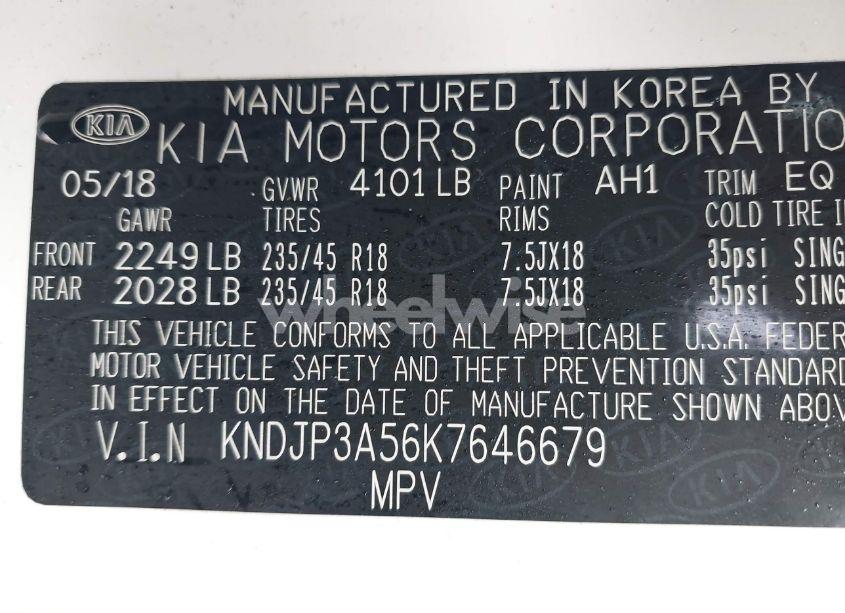 MANUFACTURED IN KOREA BY
KIA KIA MOTORS CORPORATIO
05/18 GVWR 4101 LB PAINT AH1 TRIM EQ
GAWR TIRES RIMS COLD TIRE I
FRONT 2249 LB 235/45 R18 7.5JX18 35psi SING
REAR 2028 LB 235/45 R18 7.5JX18 35psi SING
wheelwise
THIS VEHICLE CONFORMS TO ALL APPLICABLE U.S.A. FEDER
MOTOR VEHICLE SAFETY AND THEFT PREVENTION STANDARD
IN EFFECT ON THE DATE OF MANUFACTURE SHOWN ABOV
V.I.N KNDJP3A56K7646679
MPV